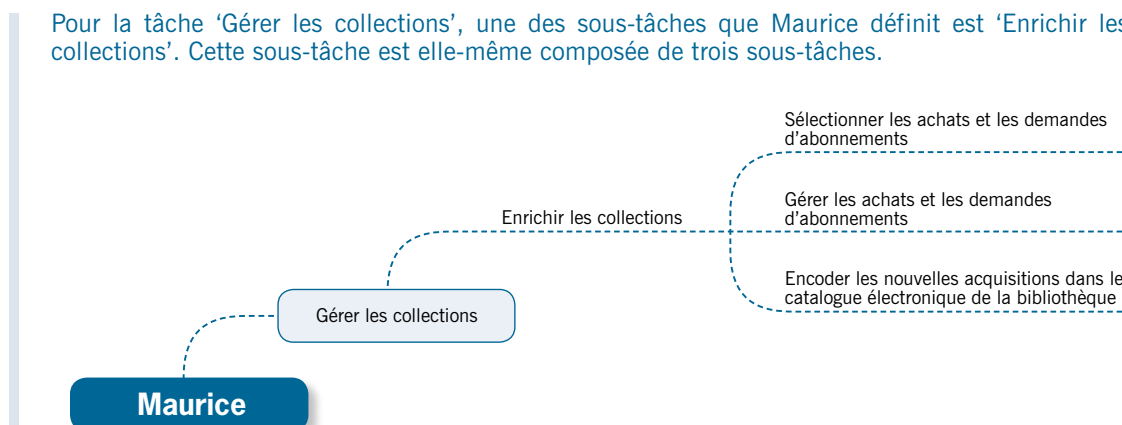 Pour la tâche ‘Gérer les collections’, une des sous-tâches que Maurice définit est ‘Enrichir les
collections’. Cette sous-tâche est elle-même composée de trois sous-tâches.
Sélectionner les achats et les demandes
d’abonnements
Gérer les achats et les demandes
d’abonnements
Enrichir les collections
Encoder les nouvelles acquisitions dans le
catalogue électronique de la bibliothèque
Gérer les collections
Maurice